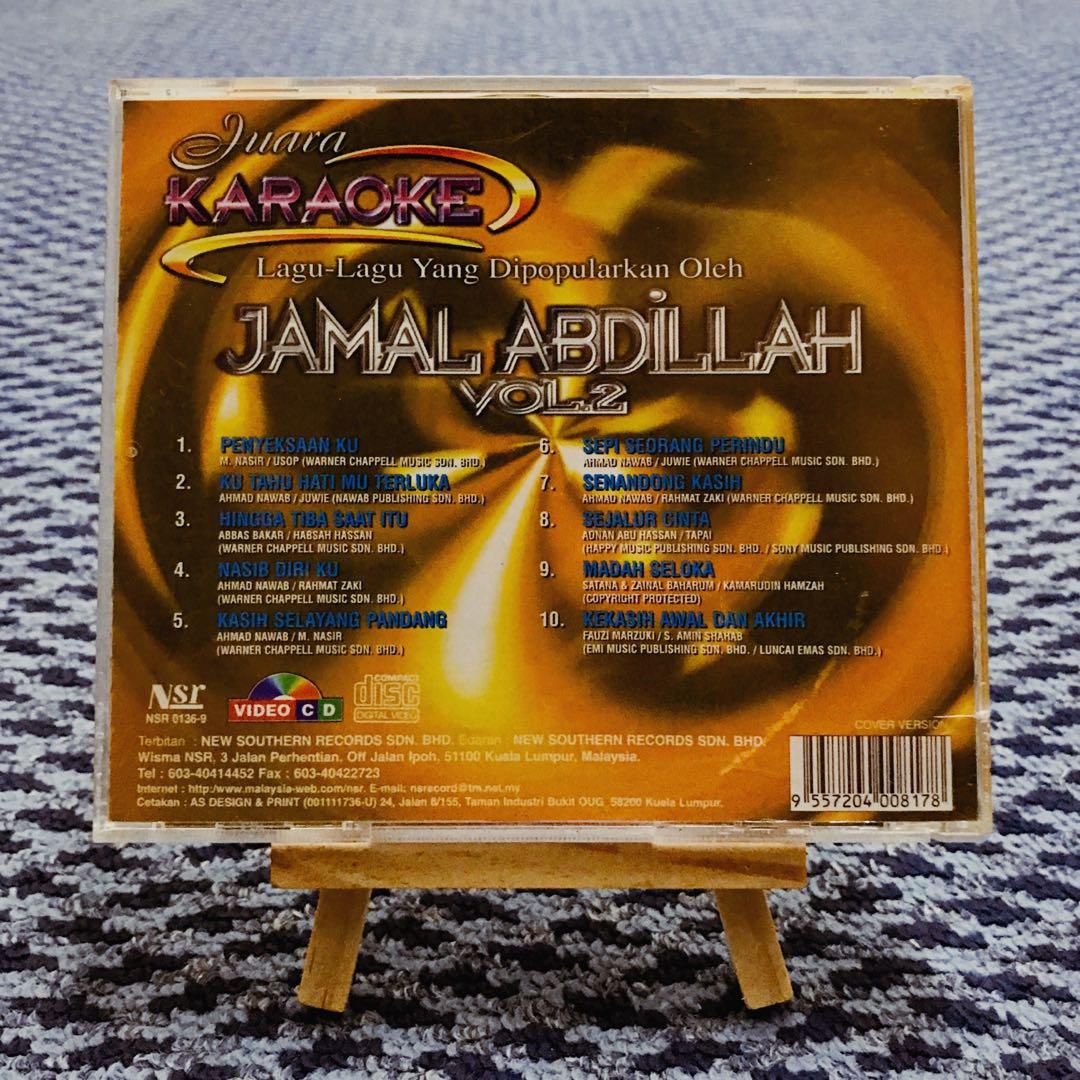 Juara
KARAOKE
Lagu-Lagu Yang Dipopularkan Oleh
JAMAL ABDILLAH
VOL.2
1. PENYEKSAAN KU
M. NASIR / USOP (WARNER CHAPPELL MUSIC SDN. BHD.)
2. KU TAHU HATI MU TERLUKA
AHMAD NAWAB / JUWIE (NAWAB PUBLISHING SDN. BHD.)
3. HINGGA TIBA SAAT ITU
ABBAS BAKAR / HABSAH HASSAN
(WARNER CHAPPELL MUSIC SDN. BHD.)
4. NASIB DIRI KU
AHMAD NAWAB / RAHMAT ZAKI
(WARNER CHAPPELL MUSIC SDN. BHD.)
5. KASIH SELAYANG PANDANG
AHMAD NAWAB / M. NASIR
(WARNER CHAPPELL MUSIC SDN. BHD.)
6. SEPI SEORANG PERINDU
AHMAD NAWAB / JUWIE (WARNER CHAPPELL MUSIC SDN. BHD.)
7. SENANDONG KASIH
AHMAD NAWAB / RAHMAT ZAKI (WARNER CHAPPELL MUSIC SDN. BHD.)
8. SEJALUR CINTA
ADNAN ABU HASSAN / TAPAI
(HAPPY MUSIC PUBLISHING SDN. BHD. / SONY MUSIC PUBLISHING SDN. BHD.)
9. MADAH SELOKA
SATANA & ZAINAL BAHARUM / KAMARUDIN HAMZAH
(COPYRIGHT PROTECTED)
10. KEKASIH AWAL DAN AKHIR
FAUZI MARZUKI / S. AMIN SHAHAB
(EMI MUSIC PUBLISHING SDN. BHD. / LUNCAI EMAS SDN. BHD.)
Nsr
NSR 0136-9
VIDEO CD
COMPACT
disc
DIGITAL VIDEO
COVER VERSION
Terbitan : NEW SOUTHERN RECORDS SDN. BHD. Edaran : NEW SOUTHERN RECORDS SDN. BHD.
Wisma NSR, 3 Jalan Perhentian, Off Jalan Ipoh, 51100 Kuala Lumpur, Malaysia.
Tel : 603-40414452 Fax : 603-40422723
Internet : http:/www.malaysia-web.com/nsr. E-mail: nsrecord@tm.net.my
Cetakan : AS DESIGN & PRINT (001111736-U) 24, Jalan 8/155, Taman Industri Bukit OUG, 58200 Kuala Lumpur.
9 557204 008178